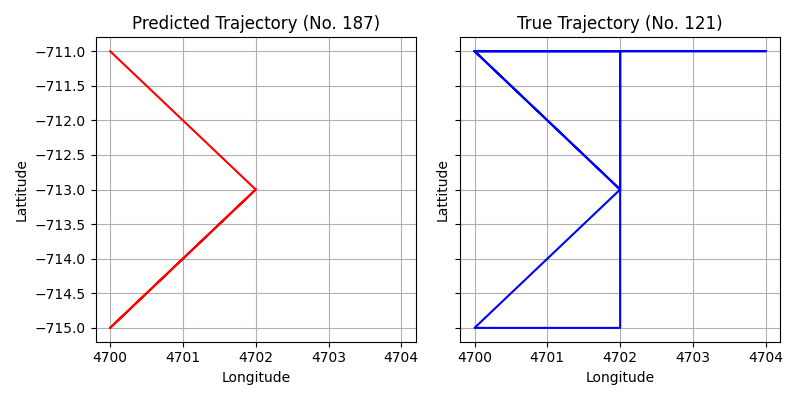 Predicted Trajectory (No. 187)
True Trajectory (No. 121)
−711.0
−711.5
−712.0
−712.5
−713.0
−713.5
−714.0
−714.5
−715.0
Lattitude
Lattitude
4700 4701 4702 4703 4704
4700 4701 4702 4703 4704
Longitude
Longitude